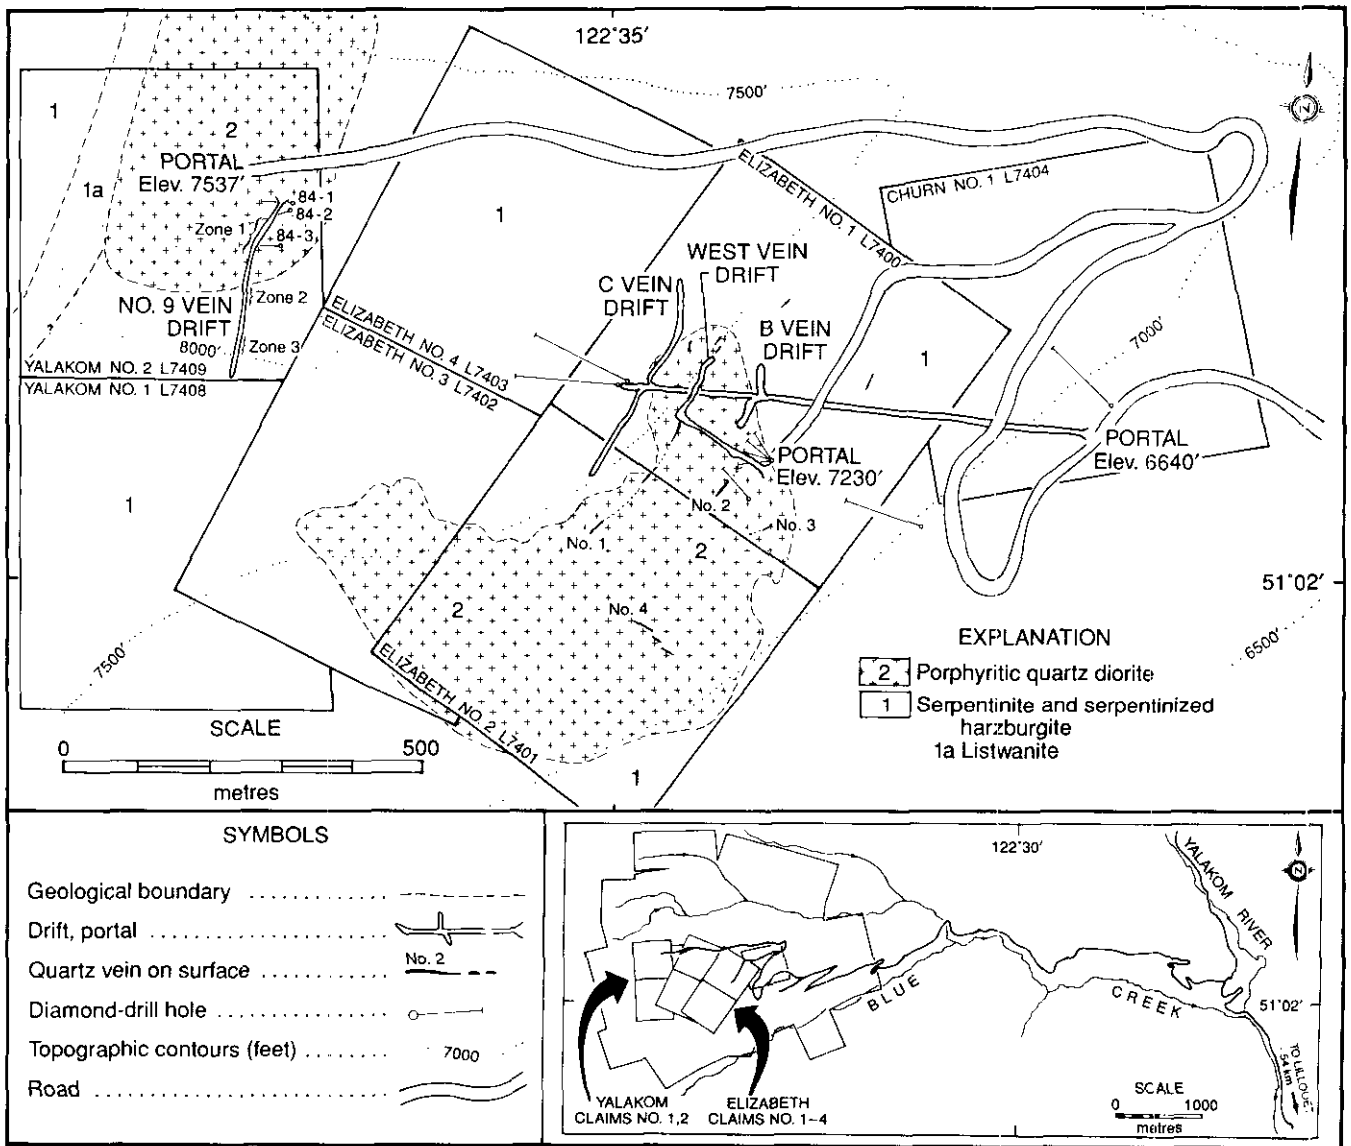 122°35'
7500'
1
2
PORTAL
Elev. 7537'
1a
84-1
84-2
84-3
Zone 1
Zone 2
Zone 3
NO. 9 VEIN
DRIFT
8000'
YALAKOM NO. 2 L7409
YALAKOM NO. 1 L7408
1
ELIZABETH NO. 4 L7403
ELIZABETH NO. 3 L7402
ELIZABETH NO. 1 L7400
CHURN NO. 1 L7404
WEST VEIN
DRIFT
C VEIN
DRIFT
B VEIN
DRIFT
1
7000'
PORTAL
Elev. 6640'
PORTAL
Elev. 7230'
No. 1
No. 2
No. 3
No. 4
2
2
1
7500'
ELIZABETH NO. 2 L7401
1
51°02'
6500'
SCALE
0 500
metres
EXPLANATION
2 Porphyritic quartz diorite
1 Serpentinite and serpentinized
harzburgite
1a Listwanite
SYMBOLS
Geological boundary
Drift, portal
Quartz vein on surface No. 2
Diamond-drill hole
Topographic contours (feet) 7000
Road
122°30'
YALAKOM RIVER
BLUE CREEK
51°02'
TO LILLOUET
54 km
YALAKOM
CLAIMS NO. 1,2
ELIZABETH
CLAIMS NO. 1-4
SCALE
0 1000
metres
N
N